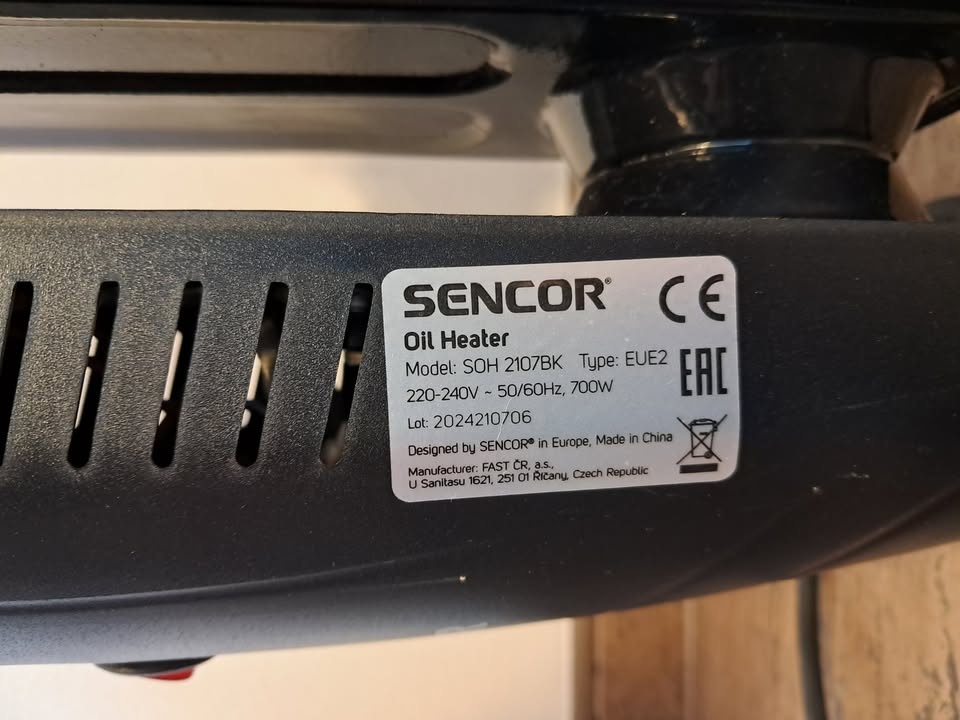 SENCOR®
CE
Oil Heater
Model: SOH 2107BK Type: EUE2
EAC
220-240V ~ 50/60Hz, 700W
Lot: 2024210706
Designed by SENCOR® in Europe, Made in China
Manufacturer: FAST ČR, a.s.,
U Sanitasu 1621, 251 01 Říčany, Czech Republic